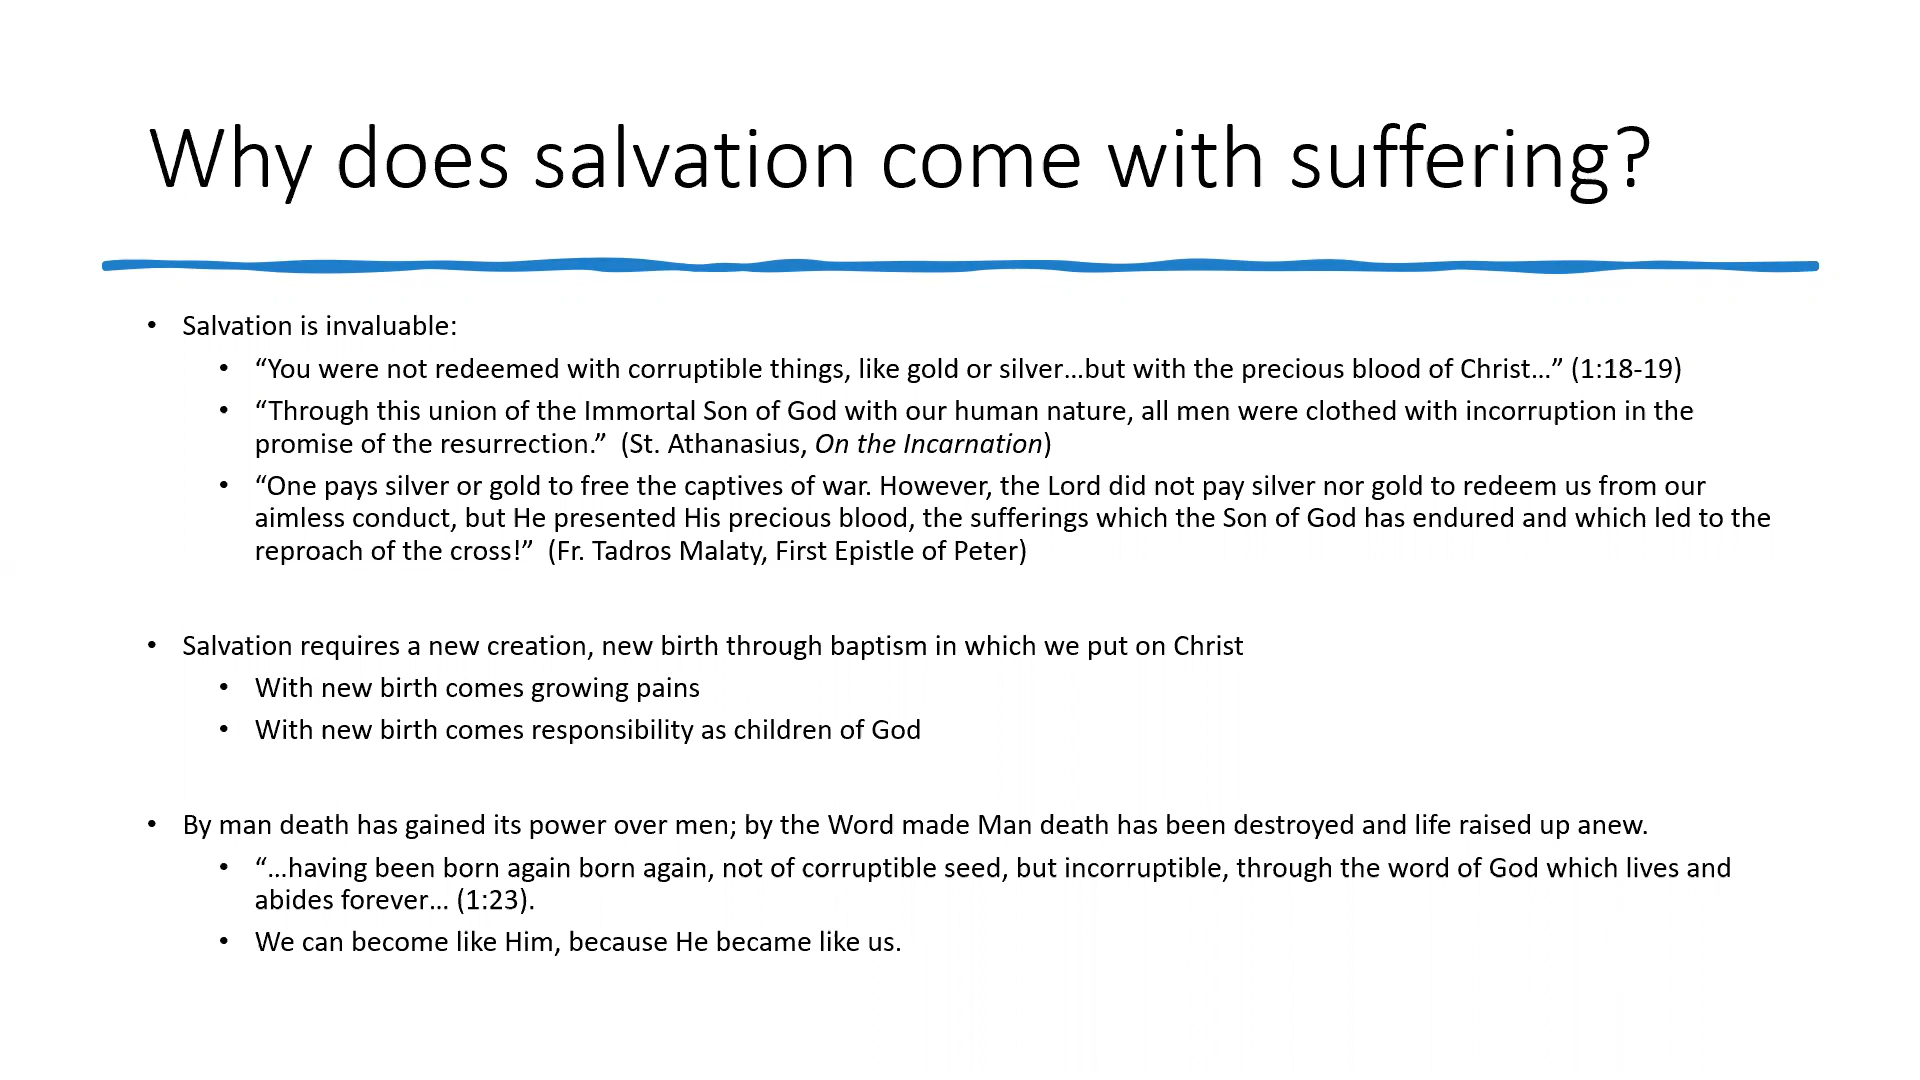 Why does salvation come with suffering?
• Salvation is invaluable:
• “You were not redeemed with corruptible things, like gold or silver…but with the precious blood of Christ…” (1:18-19)
• “Through this union of the Immortal Son of God with our human nature, all men were clothed with incorruption in the
promise of the resurrection.”  (St. Athanasius, On the Incarnation)
• “One pays silver or gold to free the captives of war. However, the Lord did not pay silver nor gold to redeem us from our
aimless conduct, but He presented His precious blood, the sufferings which the Son of God has endured and which led to the
reproach of the cross!”  (Fr. Tadros Malaty, First Epistle of Peter)
• Salvation requires a new creation, new birth through baptism in which we put on Christ
• With new birth comes growing pains
• With new birth comes responsibility as children of God
• By man death has gained its power over men; by the Word made Man death has been destroyed and life raised up anew.
• “…having been born again born again, not of corruptible seed, but incorruptible, through the word of God which lives and
abides forever… (1:23).
• We can become like Him, because He became like us.